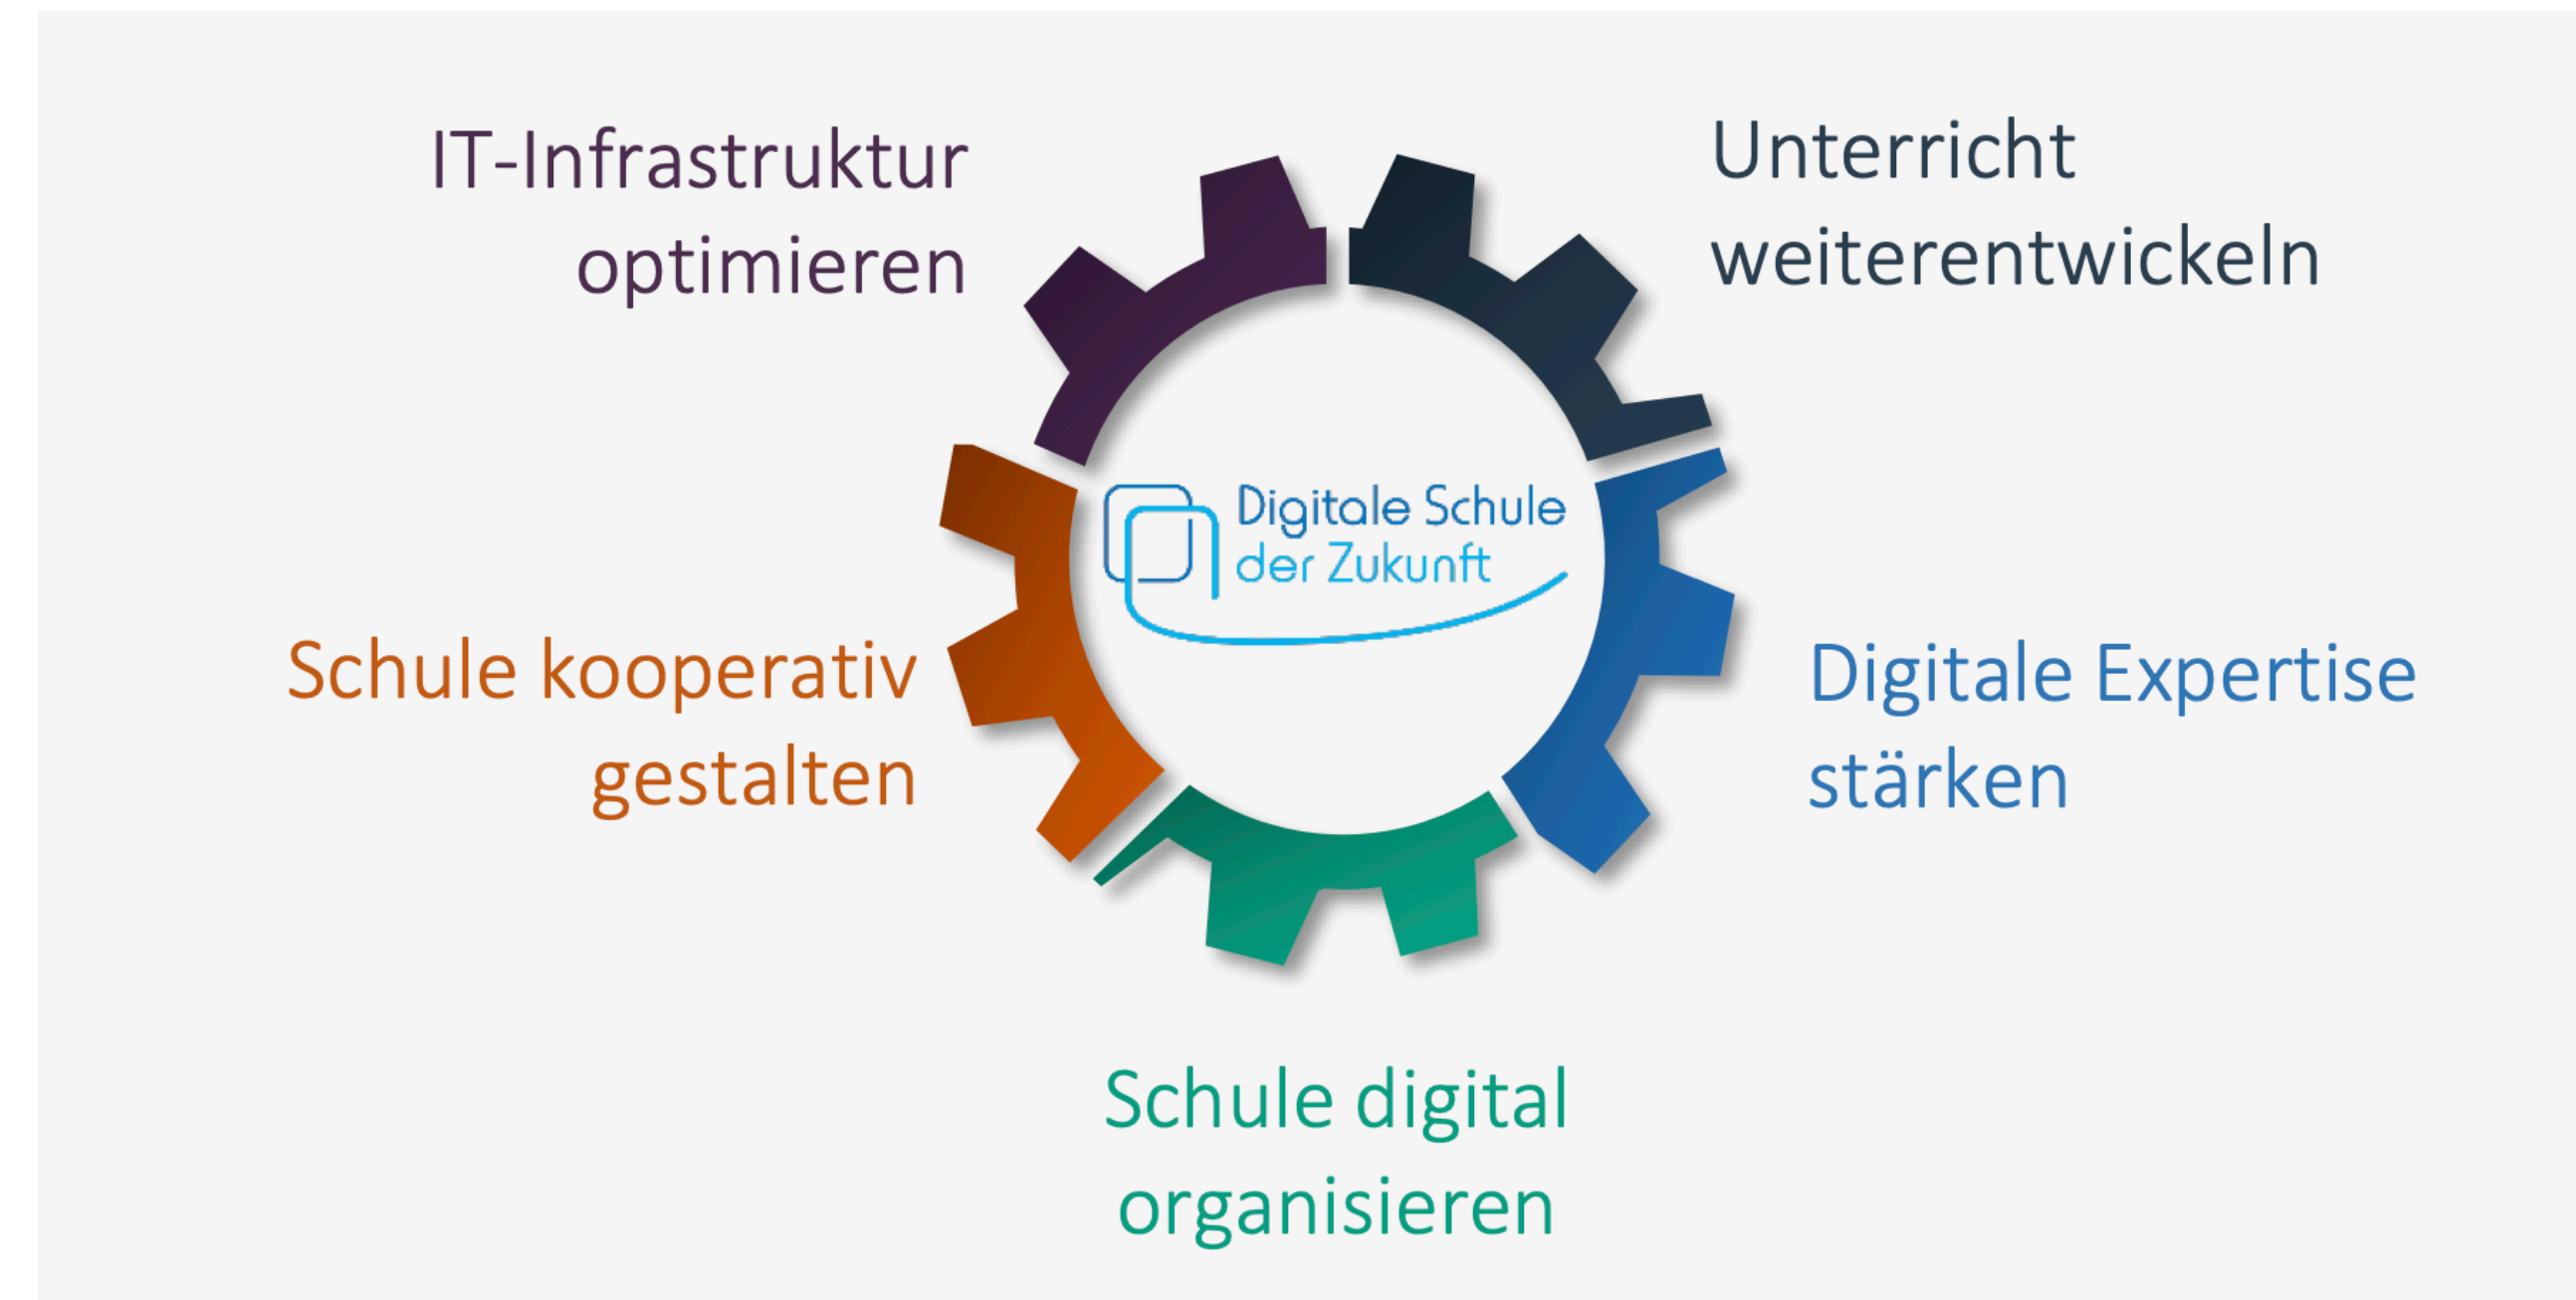 IT-Infrastruktur
optimieren
Unterricht
weiterentwickeln
Digitale Schule
der Zukunft
Schule kooperativ
gestalten
Digitale Expertise
stärken
Schule digital
organisieren